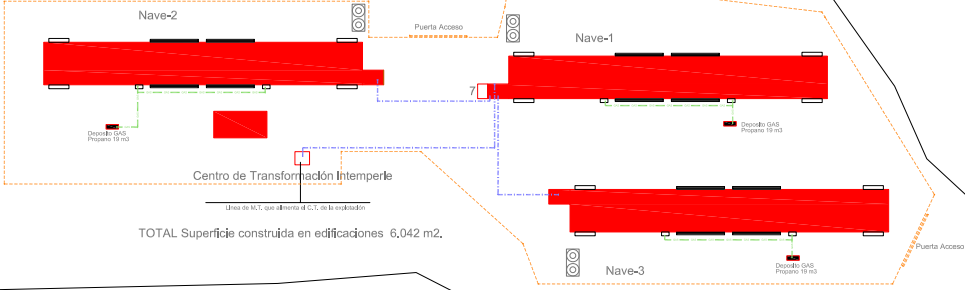 Nave-2
Puerta Acceso
Nave-1
7
Deposito GAS
Propano 19 m3
Deposito GAS
Propano 19 m3
Centro de Transformación Intemperie
Linea de M.T. que alimenta el C.T. de la explotación
TOTAL Superficie construida en edificaciones 6,042 m2.
Puerta Acceso
Nave-3
Deposito GAS
Propano 19 m3